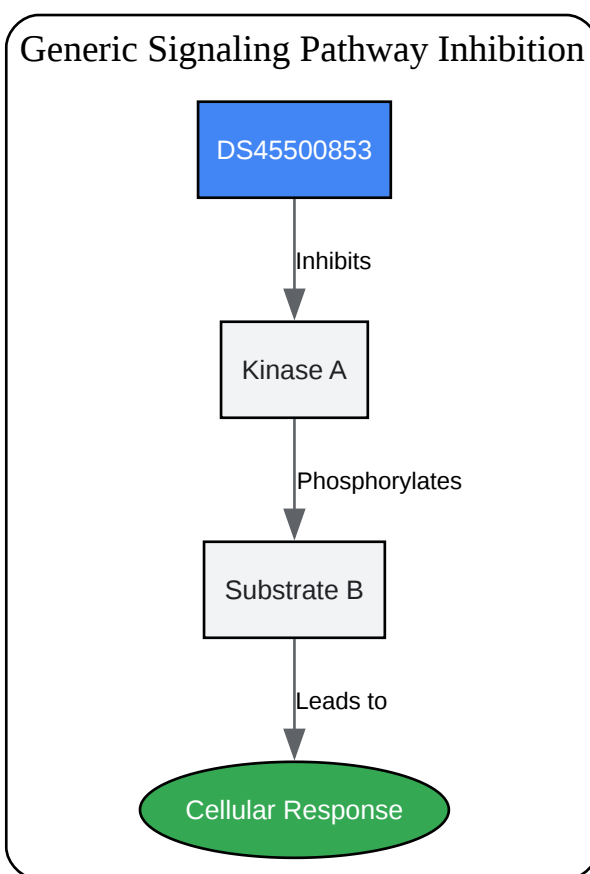 Generic Signaling Pathway Inhibition
DS45500853
Inhibits
Kinase A
Phosphorylates
Substrate B
Leads to
Cellular Response